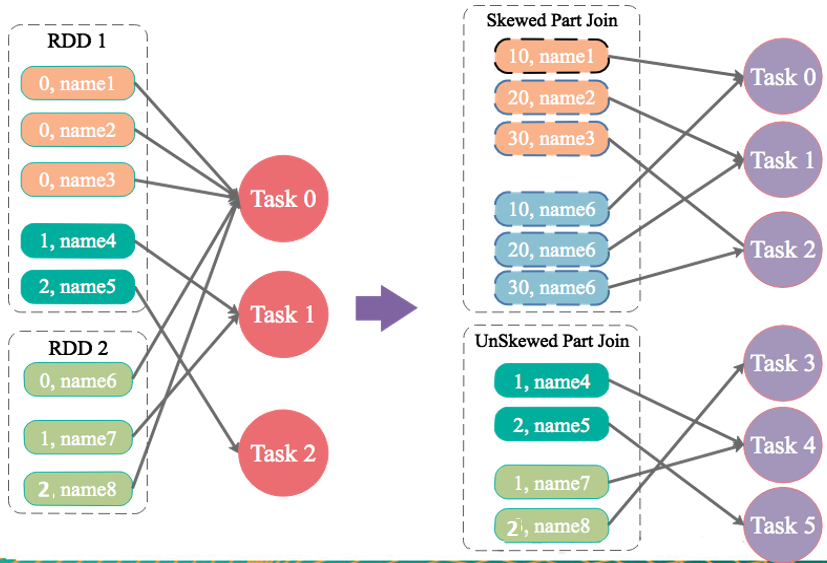 RDD 1
0, name1
0, name2
0, name3
1, name4
2, name5
RDD 2
0, name6
1, name7
2, name8
Task 0
Task 1
Task 2
Skewed Part Join
10, name1
20, name2
30, name3
10, name6
20, name6
30, name6
UnSkewed Part Join
1, name4
2, name5
1, name7
2, name8
Task 0
Task 1
Task 2
Task 3
Task 4
Task 5